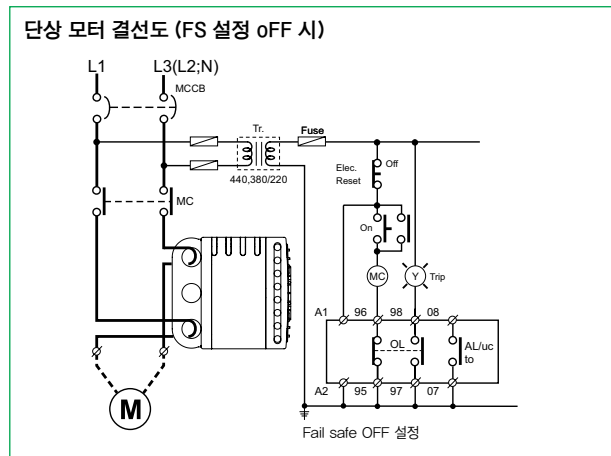 단상 모터 결선도 (FS 설정 oFF 시)
L1 L3(L2;N)
MCCB
Tr. Fuse
440,380/220
Elec. Reset Off
MC
On
MC Y Trip
A1 96 98 08
OL AL/uc to
A2 95 97 07
M
Fail safe OFF 설정